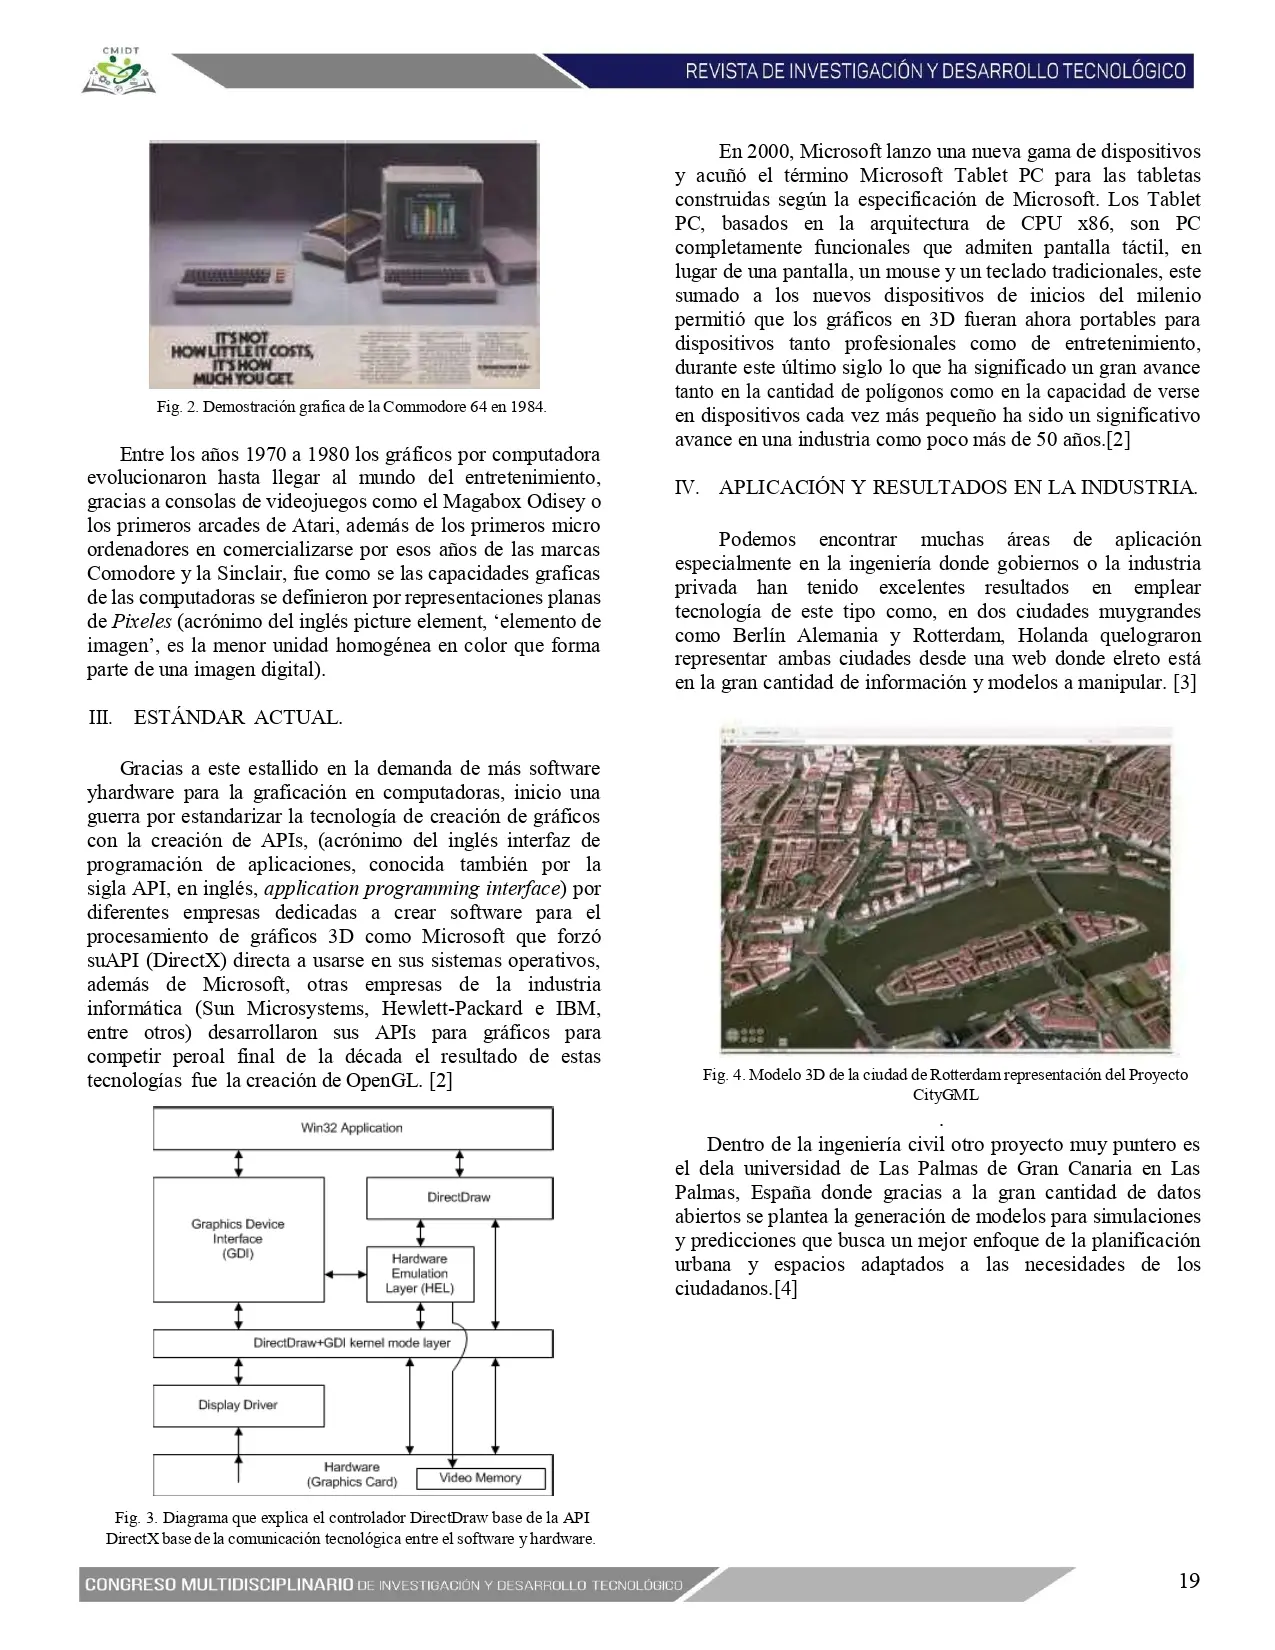 CMIDT
REVISTA DE INVESTIGACIÓN Y DESARROLLO TECNOLÓGICO
IT'S NOT
HOW LITTLE IT COSTS,
IT'S HOW
MUCH YOU GET.
Fig. 2. Demostración grafica de la Commodore 64 en 1984.
Entre los años 1970 a 1980 los gráficos por computadora
evolucionaron hasta llegar al mundo del entretenimiento,
gracias a consolas de videojuegos como el Magabox Odisey o
los primeros arcades de Atari, además de los primeros micro
ordenadores en comercializarse por esos años de las marcas
Comodore y la Sinclair, fue como se las capacidades graficas
de las computadoras se definieron por representaciones planas
de Pixeles (acrónimo del inglés picture element, ‘elemento de
imagen’, es la menor unidad homogénea en color que forma
parte de una imagen digital).
III. ESTÁNDAR ACTUAL.
Gracias a este estallido en la demanda de más software
yhardware para la graficación en computadoras, inicio una
guerra por estandarizar la tecnología de creación de gráficos
con la creación de APIs, (acrónimo del inglés interfaz de
programación de aplicaciones, conocida también por la
sigla API, en inglés, application programming interface) por
diferentes empresas dedicadas a crear software para el
procesamiento de gráficos 3D como Microsoft que forzó
suAPI (DirectX) directa a usarse en sus sistemas operativos,
además de Microsoft, otras empresas de la industria
informática (Sun Microsystems, Hewlett-Packard e IBM,
entre otros) desarrollaron sus APIs para gráficos para
competir peroal final de la década el resultado de estas
tecnologías fue la creación de OpenGL. [2]
Win32 Application
DirectDraw
Graphics Device
Interface
(GDI)
Hardware
Emulation
Layer (HEL)
DirectDraw+GDI kernel mode layer
Display Driver
Hardware
(Graphics Card)
Video Memory
Fig. 3. Diagrama que explica el controlador DirectDraw base de la API
DirectX base de la comunicación tecnológica entre el software y hardware.
En 2000, Microsoft lanzo una nueva gama de dispositivos
y acuñó el término Microsoft Tablet PC para las tabletas
construidas según la especificación de Microsoft. Los Tablet
PC, basados en la arquitectura de CPU x86, son PC
completamente funcionales que admiten pantalla táctil, en
lugar de una pantalla, un mouse y un teclado tradicionales, este
sumado a los nuevos dispositivos de inicios del milenio
permitió que los gráficos en 3D fueran ahora portables para
dispositivos tanto profesionales como de entretenimiento,
durante este último siglo lo que ha significado un gran avance
tanto en la cantidad de polígonos como en la capacidad de verse
en dispositivos cada vez más pequeño ha sido un significativo
avance en una industria como poco más de 50 años.[2]
IV. APLICACIÓN Y RESULTADOS EN LA INDUSTRIA.
Podemos encontrar muchas áreas de aplicación
especialmente en la ingeniería donde gobiernos o la industria
privada han tenido excelentes resultados en emplear
tecnología de este tipo como, en dos ciudades muygrandes
como Berlín Alemania y Rotterdam, Holanda quelograron
representar ambas ciudades desde una web donde elreto está
en la gran cantidad de información y modelos a manipular. [3]
Fig. 4. Modelo 3D de la ciudad de Rotterdam representación del Proyecto
CityGML
.
Dentro de la ingeniería civil otro proyecto muy puntero es
el dela universidad de Las Palmas de Gran Canaria en Las
Palmas, España donde gracias a la gran cantidad de datos
abiertos se plantea la generación de modelos para simulaciones
y predicciones que busca un mejor enfoque de la planificación
urbana y espacios adaptados a las necesidades de los
ciudadanos.[4]
CONGRESO MULTIDISCIPLINARIO DE INVESTIGACIÓN Y DESARROLLO TECNOLÓGICO
19